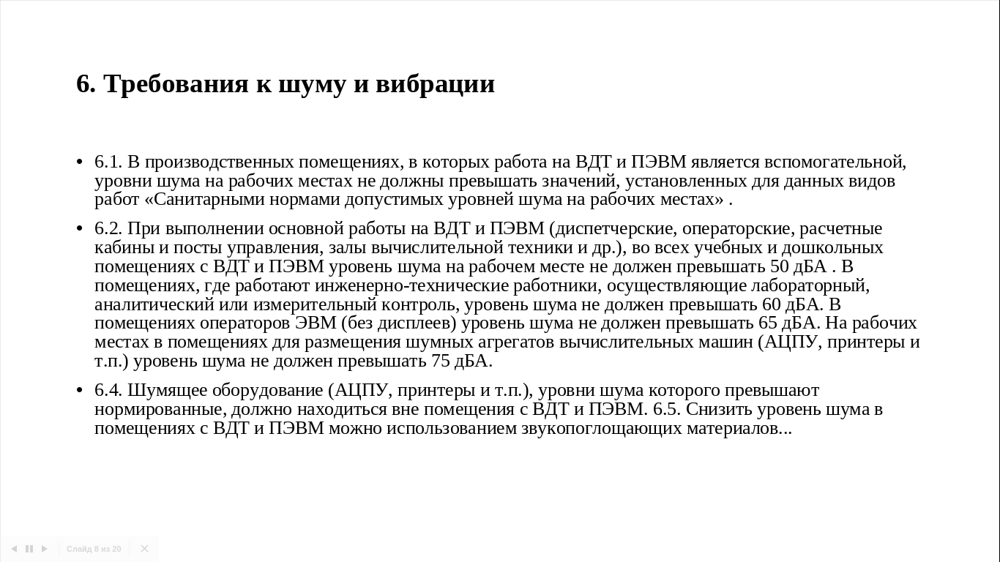 6. Требования к шуму и вибрации
• 6.1. В производственных помещениях, в которых работа на ВДТ и ПЭВМ является вспомогательной,
уровни шума на рабочих местах не должны превышать значений, установленных для данных видов
работ «Санитарными нормами допустимых уровней шума на рабочих местах» .
• 6.2. При выполнении основной работы на ВДТ и ПЭВМ (диспетчерские, операторские, расчетные
кабины и посты управления, залы вычислительной техники и др.), во всех учебных и дошкольных
помещениях с ВДТ и ПЭВМ уровень шума на рабочем месте не должен превышать 50 дБА . В
помещениях, где работают инженерно-технические работники, осуществляющие лабораторный,
аналитический или измерительный контроль, уровень шума не должен превышать 60 дБА. В
помещениях операторов ЭВМ (без дисплеев) уровень шума не должен превышать 65 дБА. На рабочих
местах в помещениях для размещения шумных агрегатов вычислительных машин (АЦПУ, принтеры и
т.п.) уровень шума не должен превышать 75 дБА.
• 6.4. Шумящее оборудование (АЦПУ, принтеры и т.п.), уровни шума которого превышают
нормированные, должно находиться вне помещения с ВДТ и ПЭВМ. 6.5. Снизить уровень шума в
помещениях с ВДТ и ПЭВМ можно использованием звукопоглощающих материалов...
Слайд 8 из 20